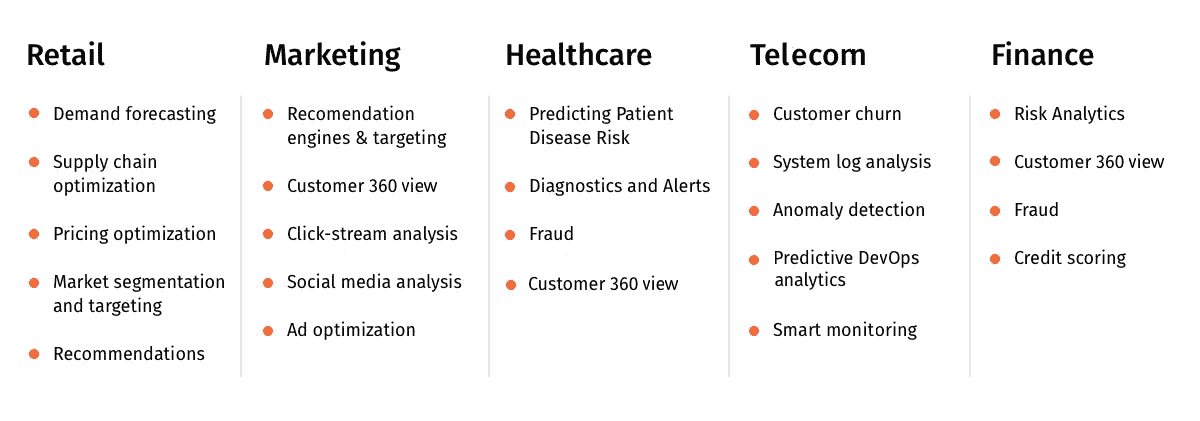 Retail
Demand forecasting
Supply chain
optimization
Pricing optimization
Market segmentation
and targeting
Recommendations
Marketing
Recomendation
engines & targeting
Customer 360 view
Click-stream analysis
Social media analysis
Ad optimization
Healthcare
Predicting Patient
Disease Risk
Diagnostics and Alerts
Fraud
Customer 360 view
Telecom
Customer churn
System log analysis
Anomaly detection
Predictive DevOps
analytics
Smart monitoring
Finance
Risk Analytics
Customer 360 view
Fraud
Credit scoring